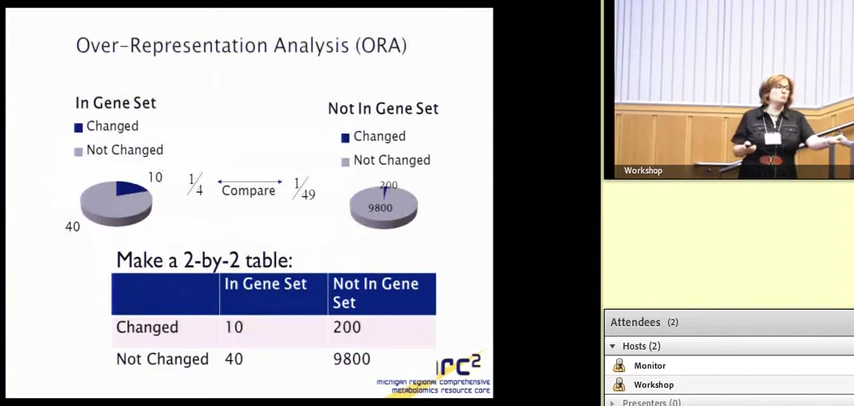 Over-Representation Analysis (ORA)
In Gene Set
Changed
Not Changed
10
40
1/4
Compare
1/49
Not In Gene Set
Changed
Not Changed
200
9800
Make a 2-by-2 table:
In Gene Set
Not In Gene
Set
Changed
10
200
Not Changed
40
9800
rc²
michigan regional comprehensive
metabolomics resource core
Workshop
Attendees (2)
Hosts (2)
Monitor
Workshop
Presenters (0)